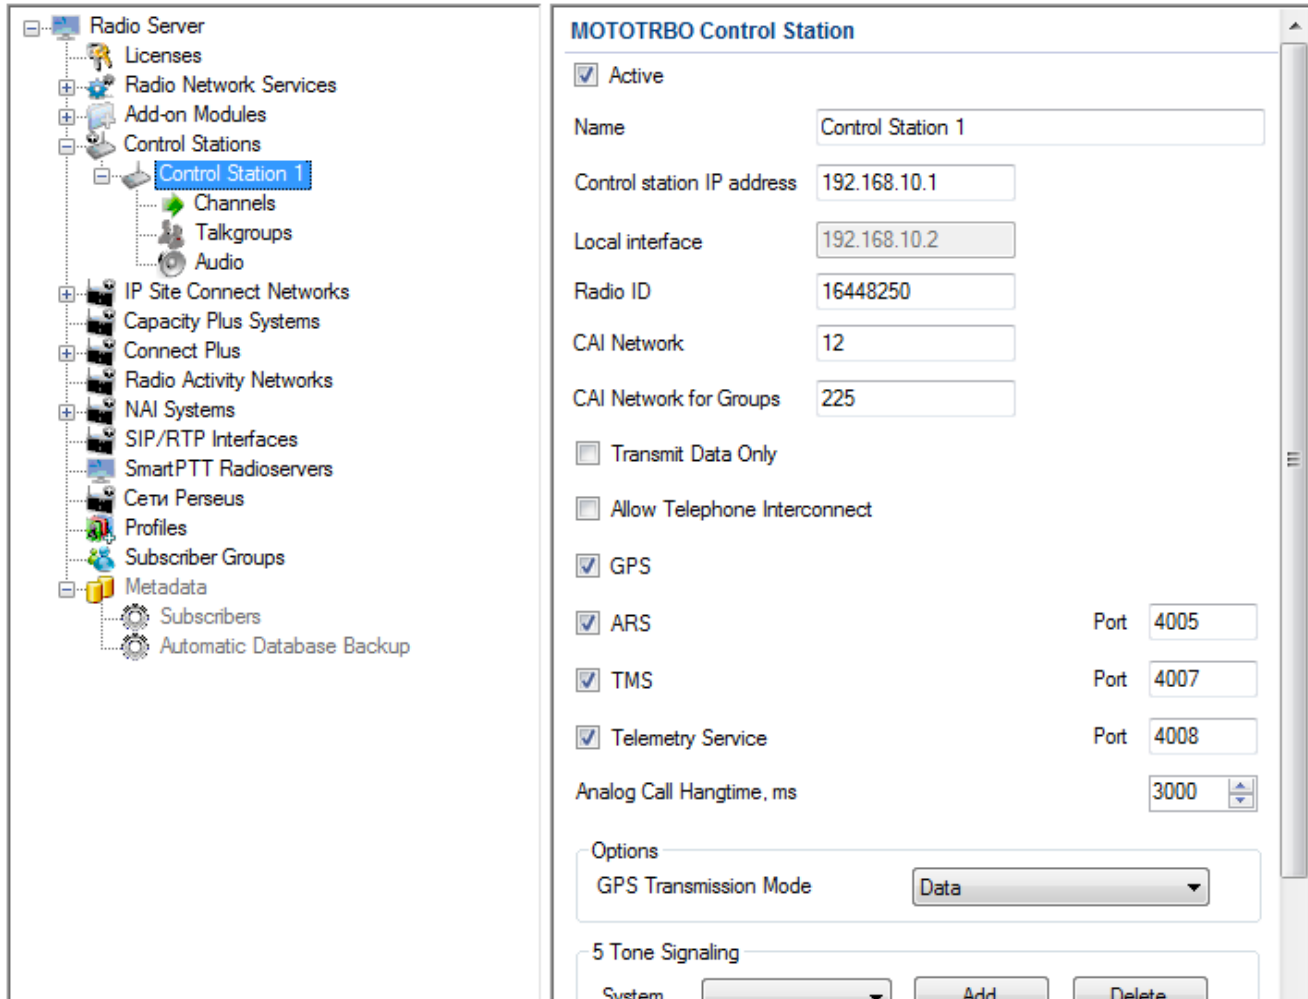 Radio Server
Licenses
Radio Network Services
Add-on Modules
Control Stations
Control Station 1
Channels
Talkgroups
Audio
IP Site Connect Networks
Capacity Plus Systems
Connect Plus
Radio Activity Networks
NAI Systems
SIP/RTP Interfaces
SmartPTT Radioservers
Сети Perseus
Profiles
Subscriber Groups
Metadata
Subscribers
Automatic Database Backup
MOTOTRBO Control Station
Active
Name Control Station 1
Control station IP address 192.168.10.1
Local interface 192.168.10.2
Radio ID 16448250
CAI Network 12
CAI Network for Groups 225
Transmit Data Only
Allow Telephone Interconnect
GPS
ARS Port 4005
TMS Port 4007
Telemetry Service Port 4008
Analog Call Hangtime, ms 3000
Options
GPS Transmission Mode Data
5 Tone Signaling
System Add Delete